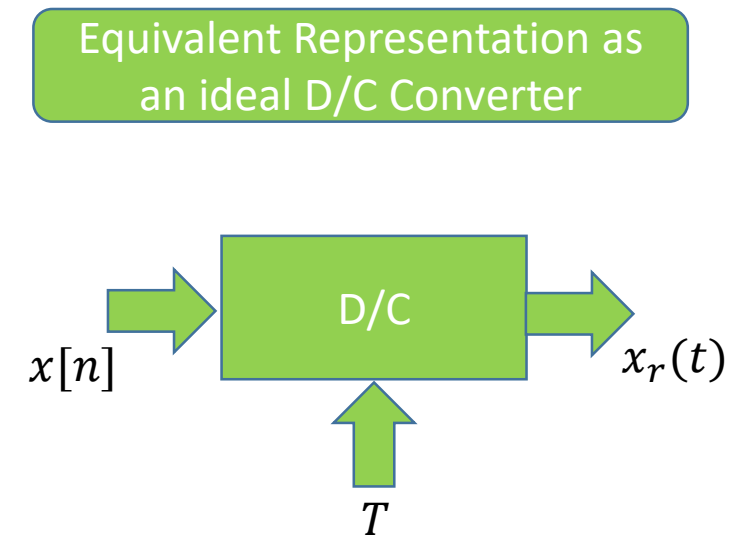 Equivalent Representation as
an ideal D/C Converter
D/C
x[n]
x_r(t)
T